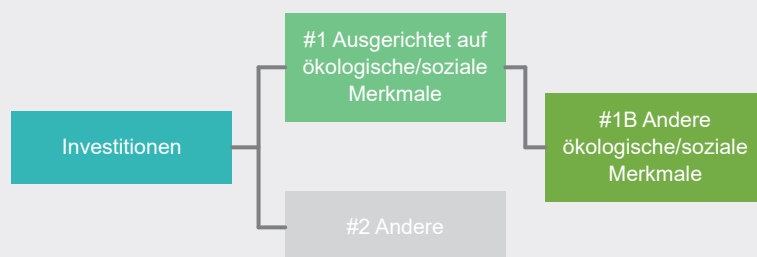 #1 Ausgerichtet auf
ökologische/soziale
Merkmale
Investitionen
#1B Andere
ökologische/soziale
Merkmale
#2 Andere